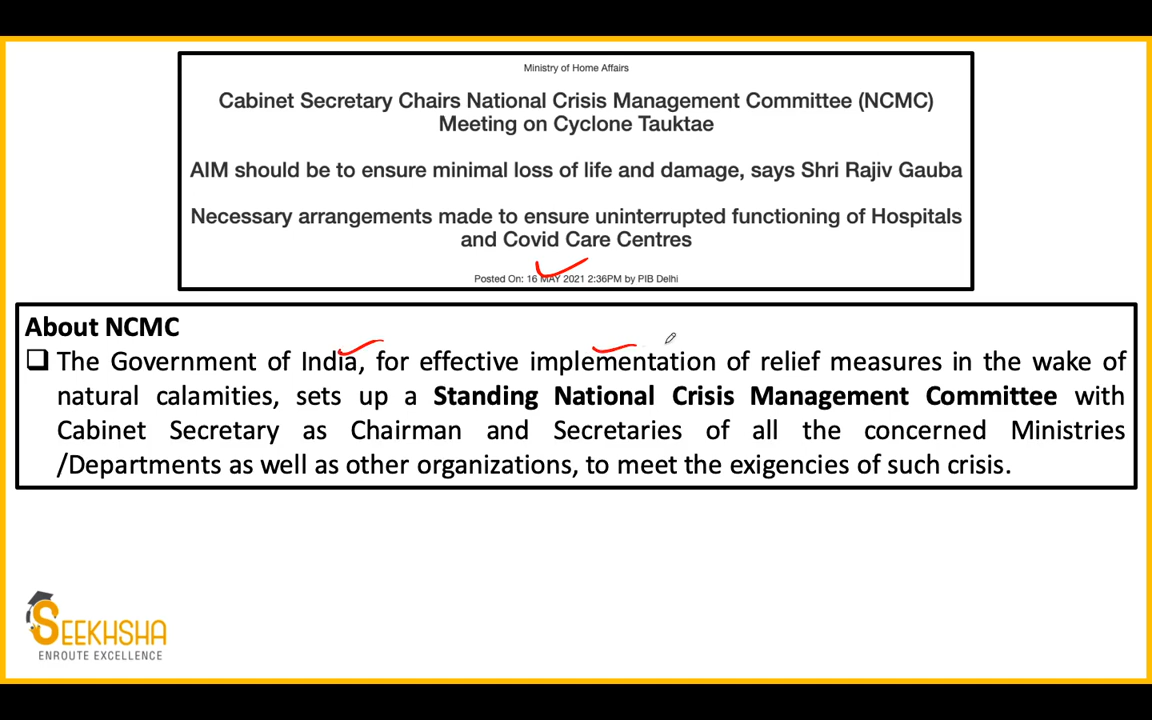 Ministry of Home Affairs
Cabinet Secretary Chairs National Crisis Management Committee (NCMC)
Meeting on Cyclone Tauktae
AIM should be to ensure minimal loss of life and damage, says Shri Rajiv Gauba
Necessary arrangements made to ensure uninterrupted functioning of Hospitals
and Covid Care Centres
Posted On: 16 MAY 2021 2:36PM by PIB Delhi
About NCMC
❑ The Government of India, for effective implementation of relief measures in the wake of
natural calamities, sets up a Standing National Crisis Management Committee with
Cabinet Secretary as Chairman and Secretaries of all the concerned Ministries
/Departments as well as other organizations, to meet the exigencies of such crisis.
SEEKHSHA
ENROUTE EXCELLENCE